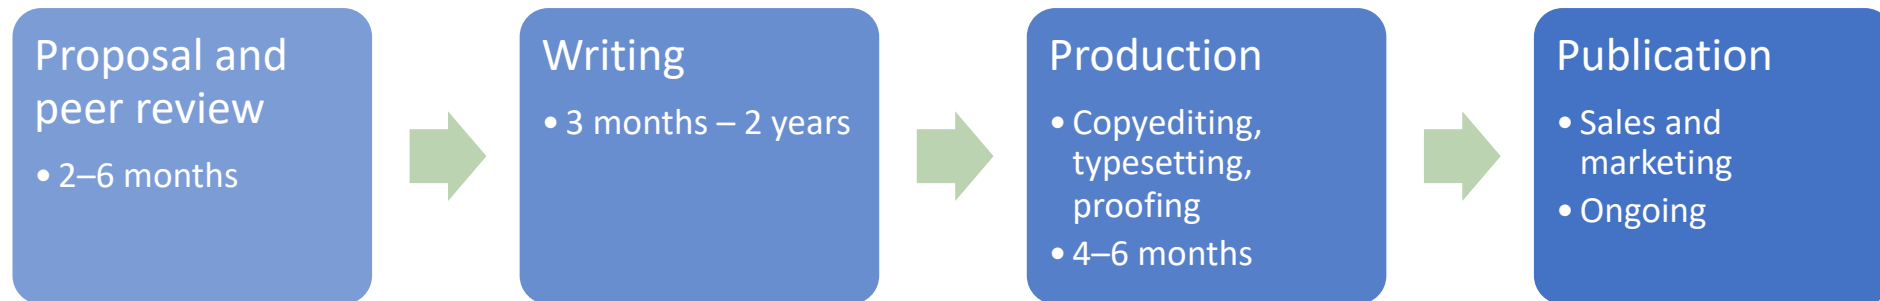 Proposal and
peer review
• 2–6 months
Writing
• 3 months – 2 years
Production
• Copyediting,
typesetting,
proofing
• 4–6 months
Publication
• Sales and
marketing
• Ongoing